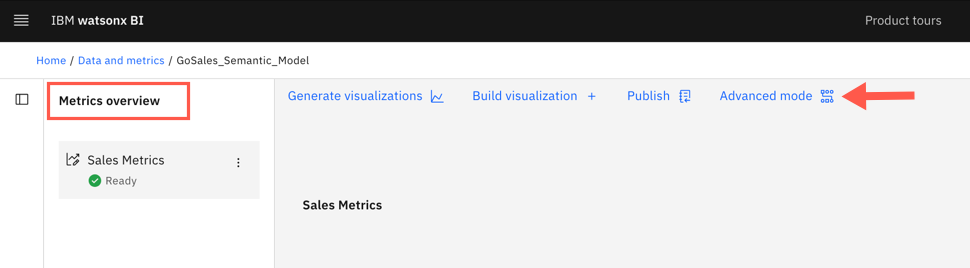 IBM watsonx BI
Product tours
Home / Data and metrics / GoSales_Semantic_Model
Metrics overview
Generate visualizations
Build visualization +
Publish
Advanced mode
Sales Metrics
Ready
Sales Metrics